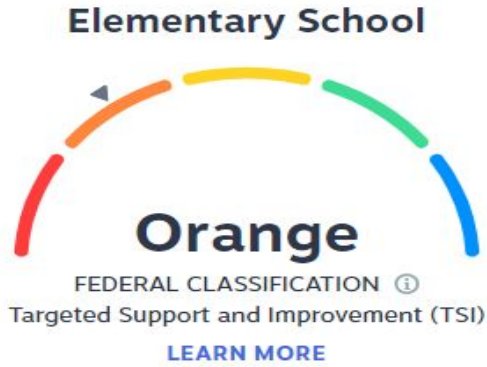 Elementary School
Orange
FEDERAL CLASSIFICATION ⓘ
Targeted Support and Improvement (TSI)
LEARN MORE